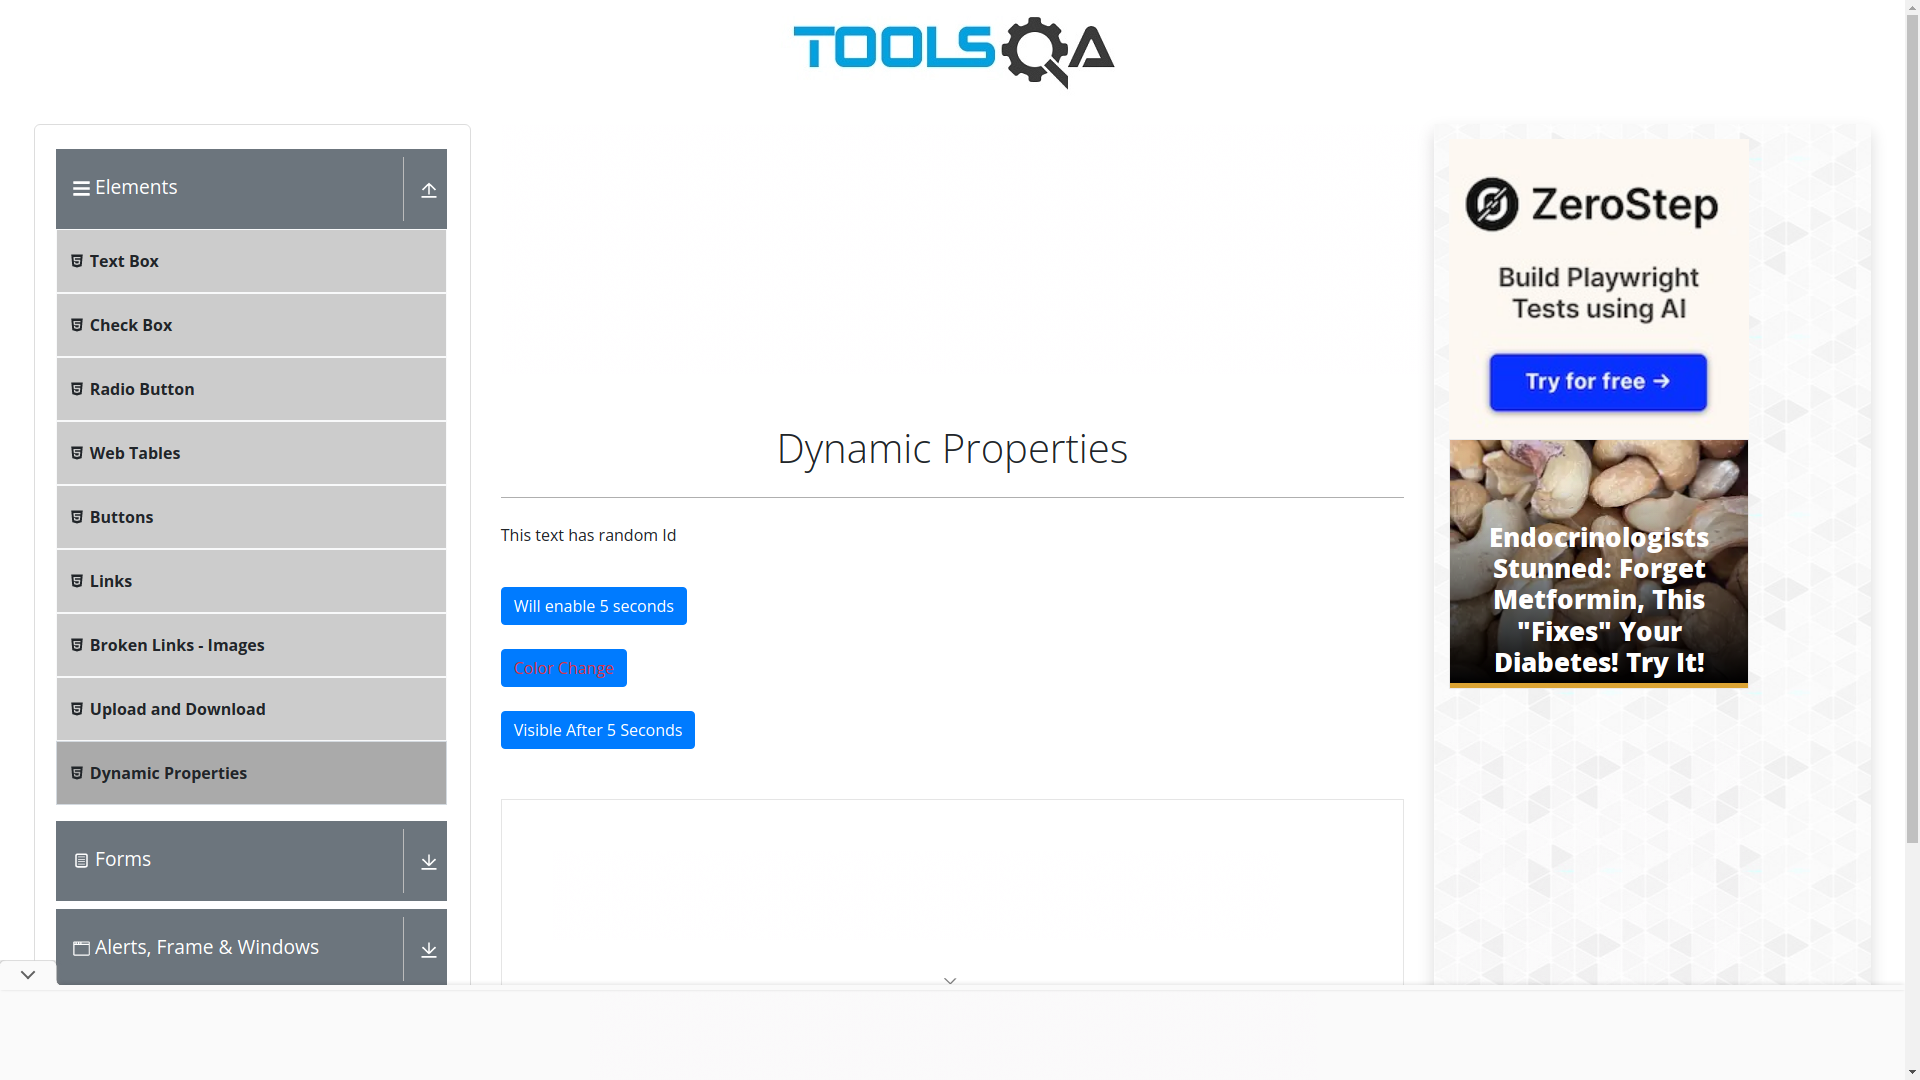 TOOLSQA
Elements
Text Box
Check Box
Radio Button
Web Tables
Buttons
Links
Broken Links - Images
Upload and Download
Dynamic Properties
Forms
Alerts, Frame & Windows
Dynamic Properties
This text has random Id
Will enable 5 seconds
Color Change
Visible After 5 Seconds
ZeroStep
Build Playwright
Tests using AI
Try for free →
Endocrinologists
Stunned: Forget
Metformin, This
"Fixes" Your
Diabetes! Try It!